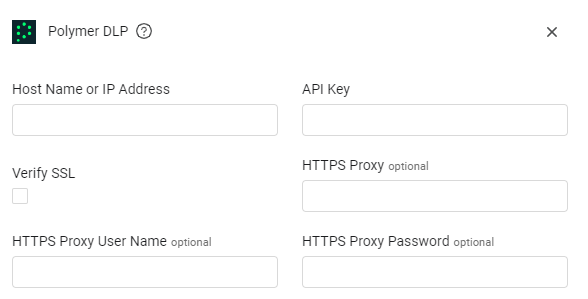 Polymer DLP ?
Host Name or IP Address
API Key
Verify SSL
HTTPS Proxy optional
HTTPS Proxy User Name optional
HTTPS Proxy Password optional